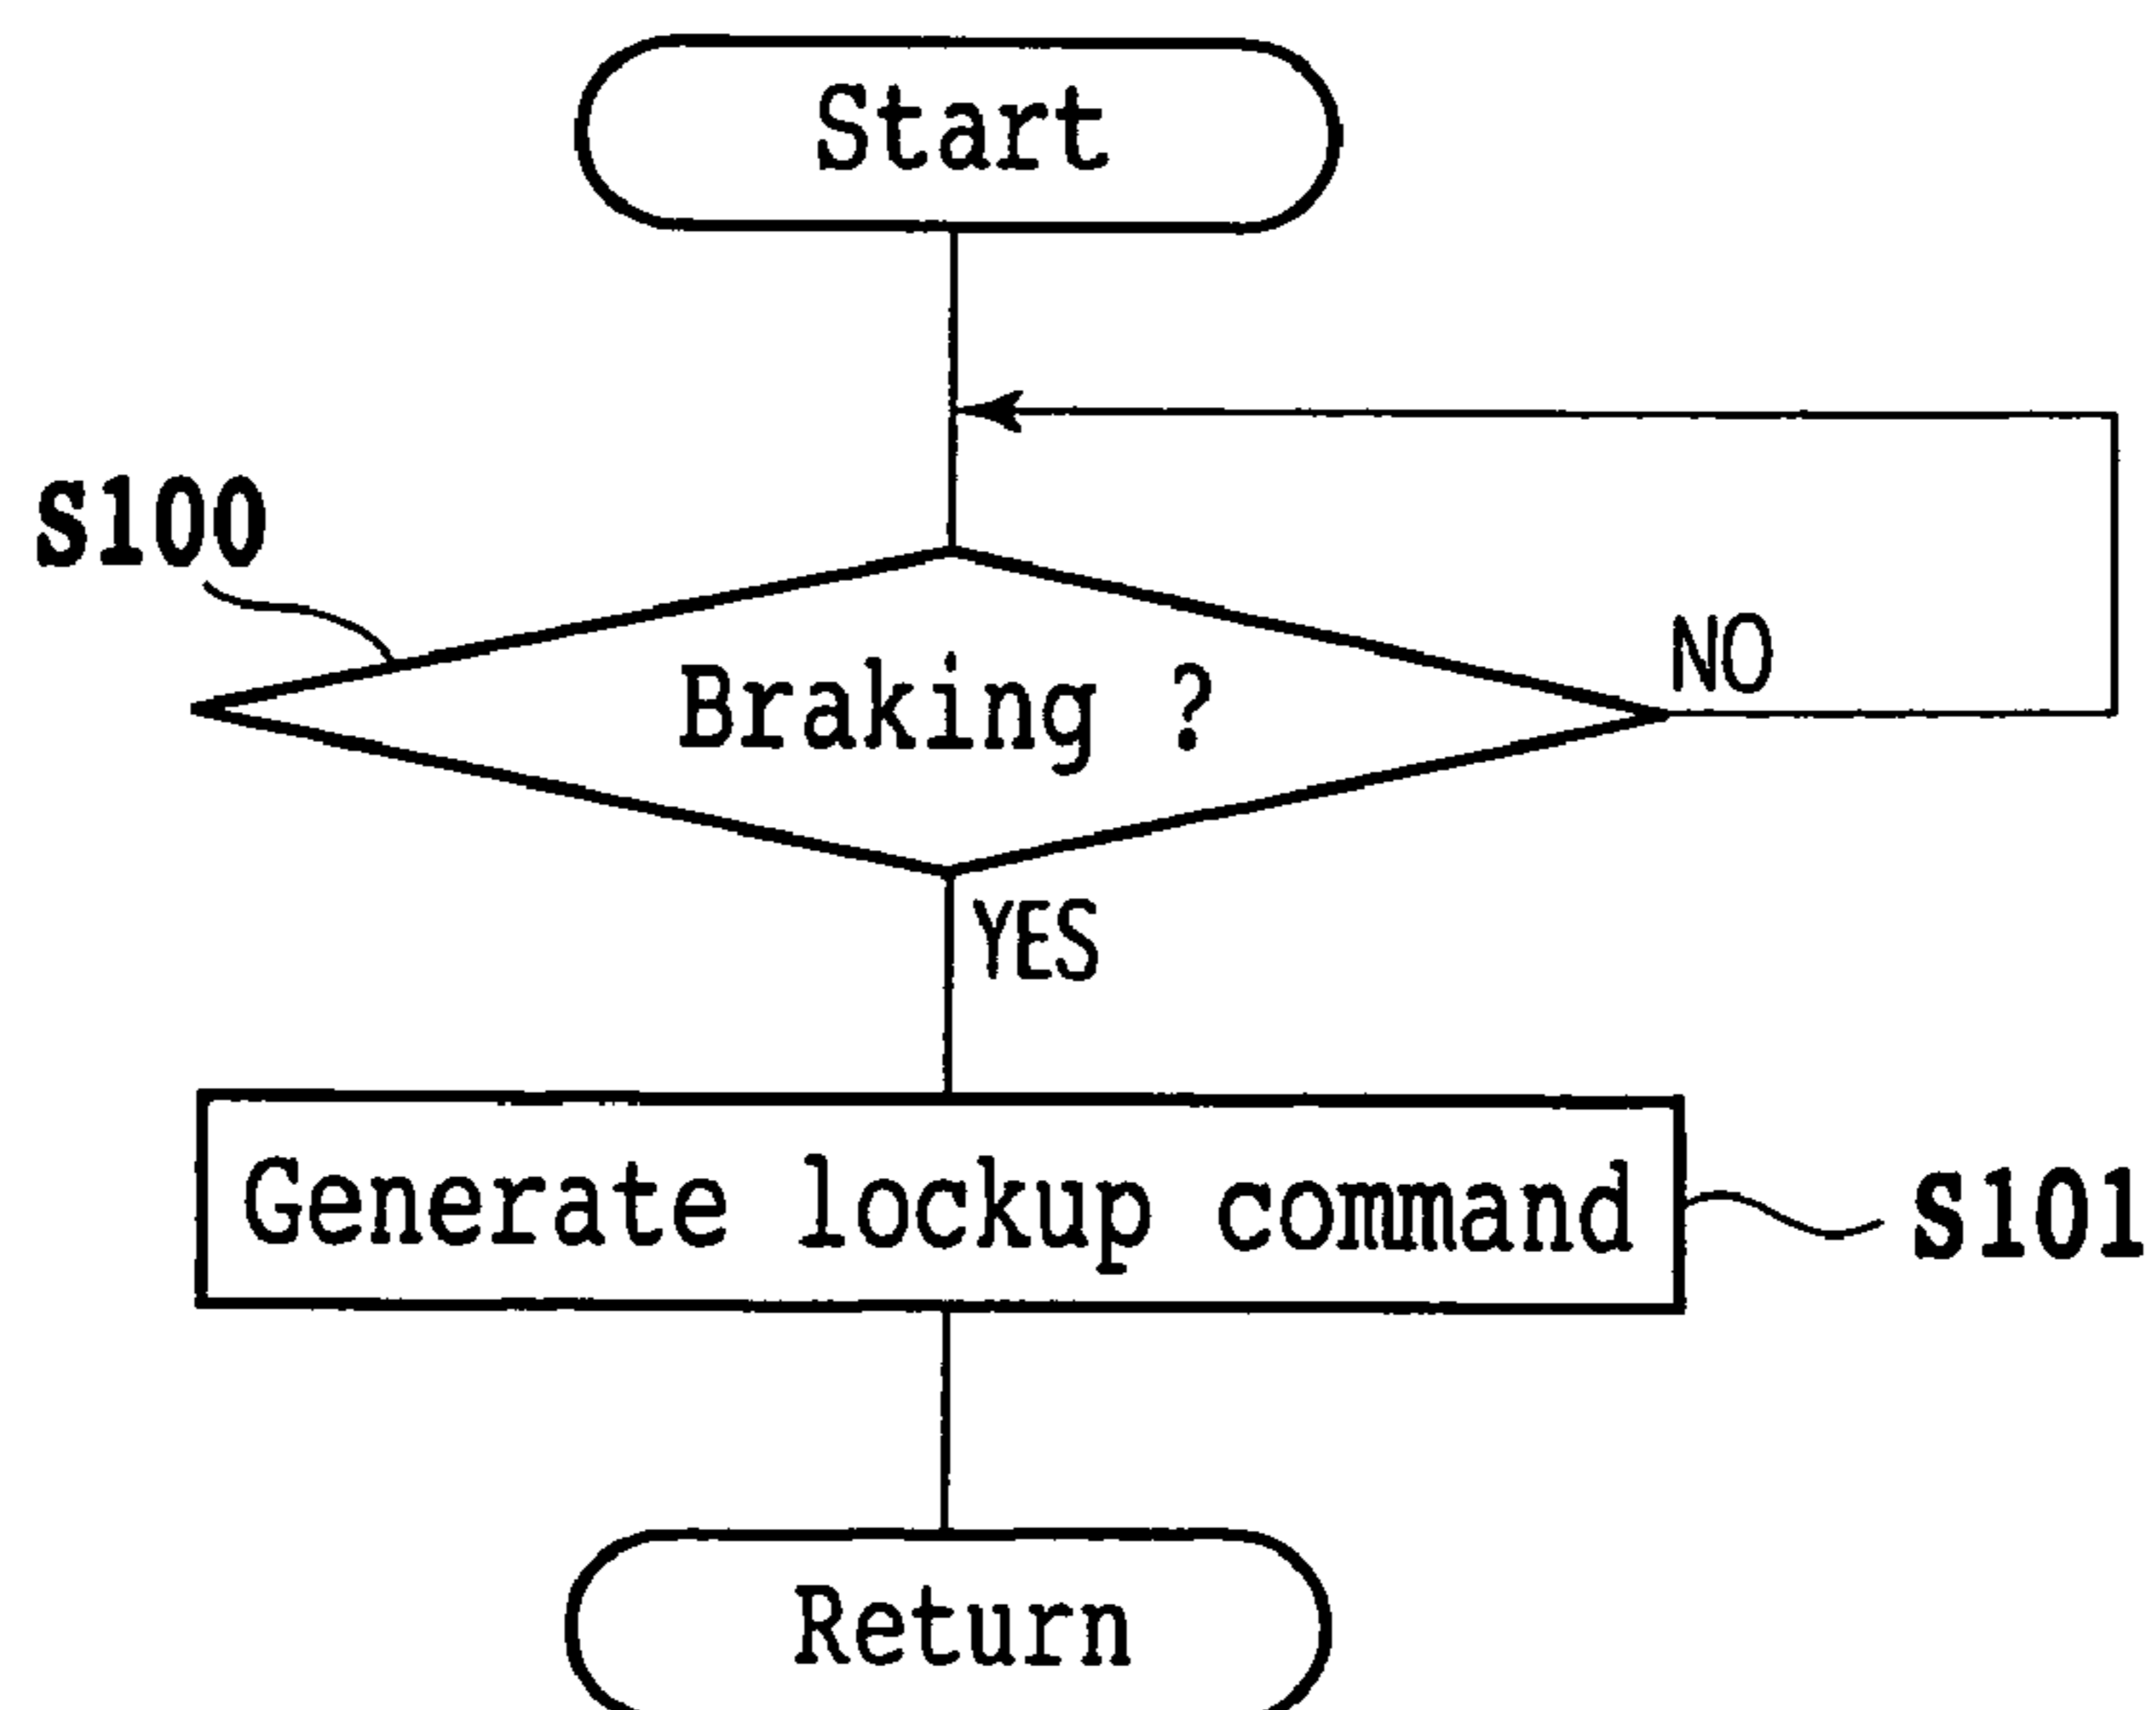 Start
S100
Braking ?
NO
YES
Generate lockup command
S101
Return